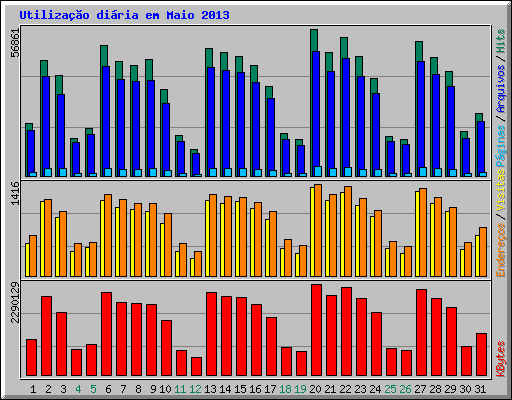 Utilização diária em Maio 2013
56861
1416
2290129
KBytes
Endereços / Visitas
Páginas / Arquivos / Hits
1 2 3 4 5 6 7 8 9 10 11 12 13 14 15 16 17 18 19 20 21 22 23 24 25 26 27 28 29 30 31